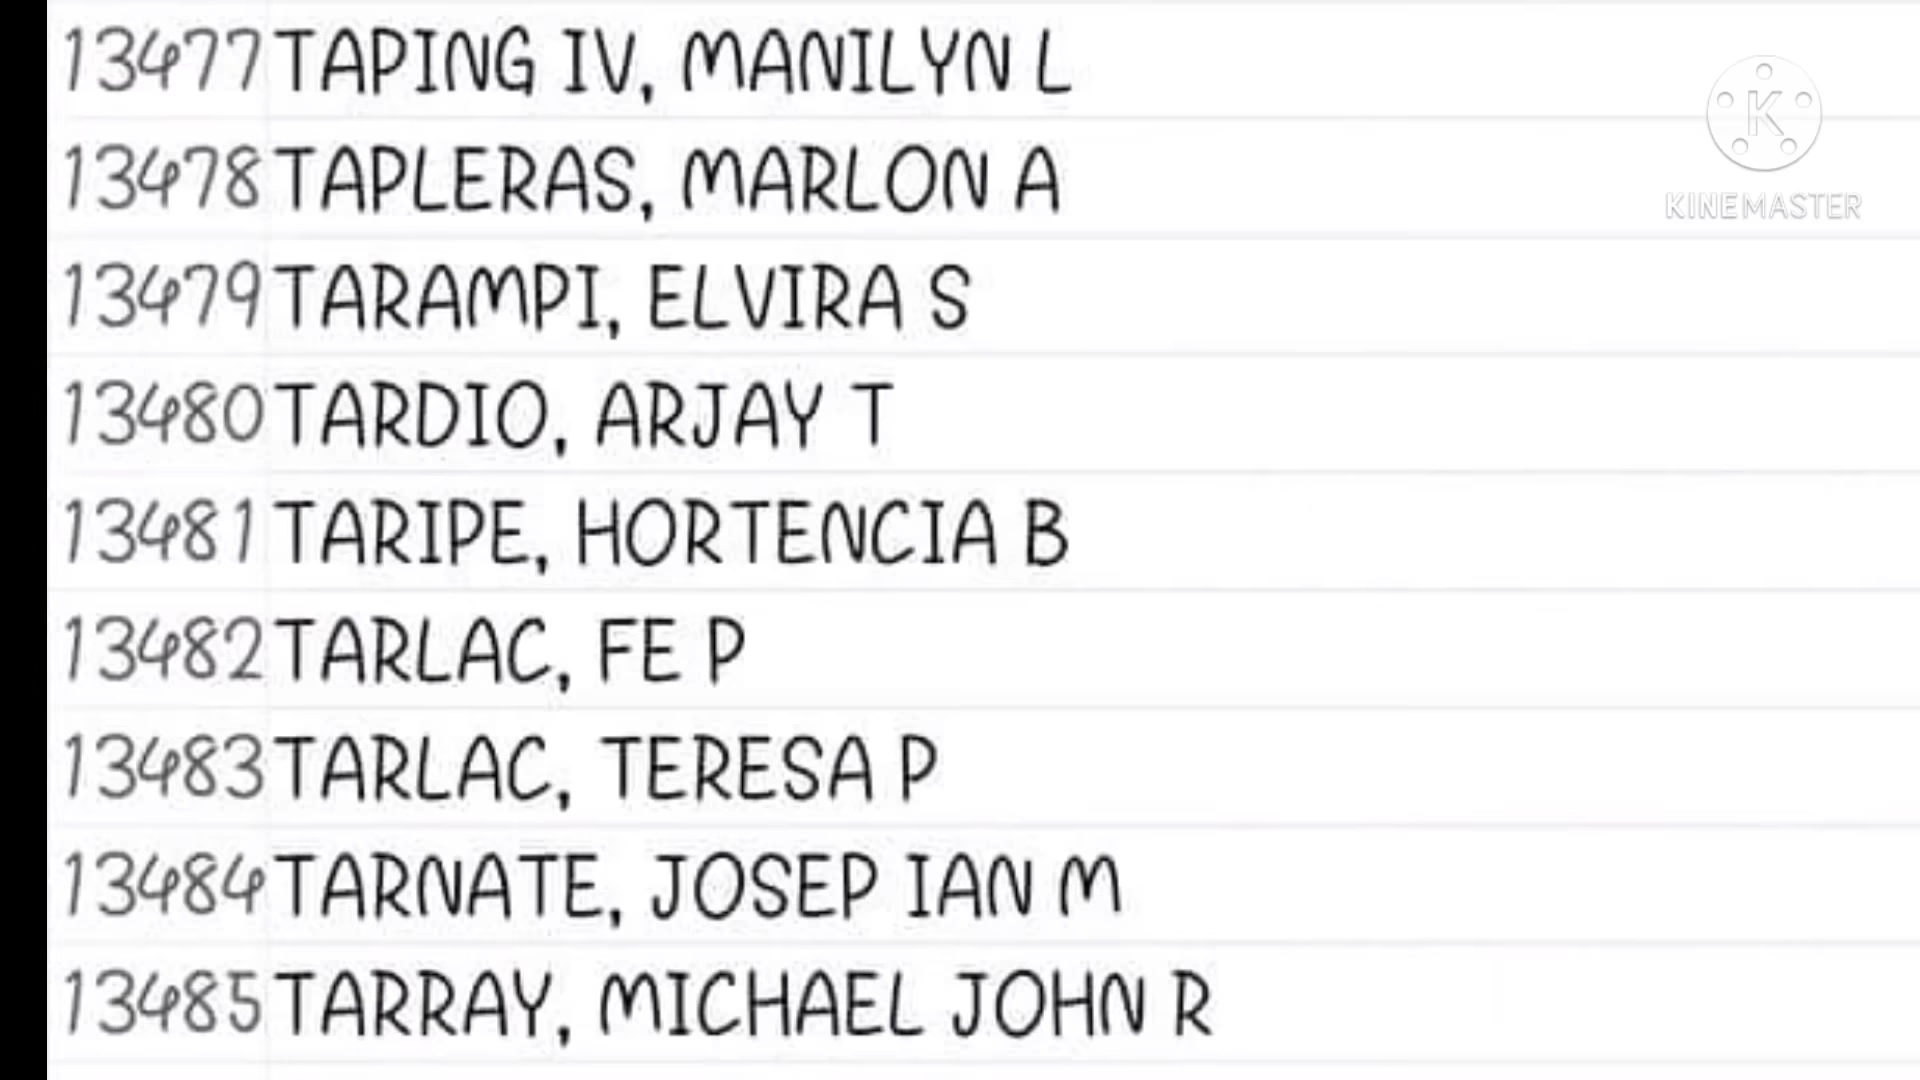 13477 TAPING IV, MANILYN L
13478 TAPLERAS, MARLON A
13479 TARAMPI, ELVIRA S
13480 TARDIO, ARJAY T
13481 TARIPE, HORTENCIA B
13482 TARLAC, FE P
13483 TARLAC, TERESA P
13484 TARNATE, JOSEP IAN M
13485 TARRAY, MICHAEL JOHN R
K
KINEMASTER